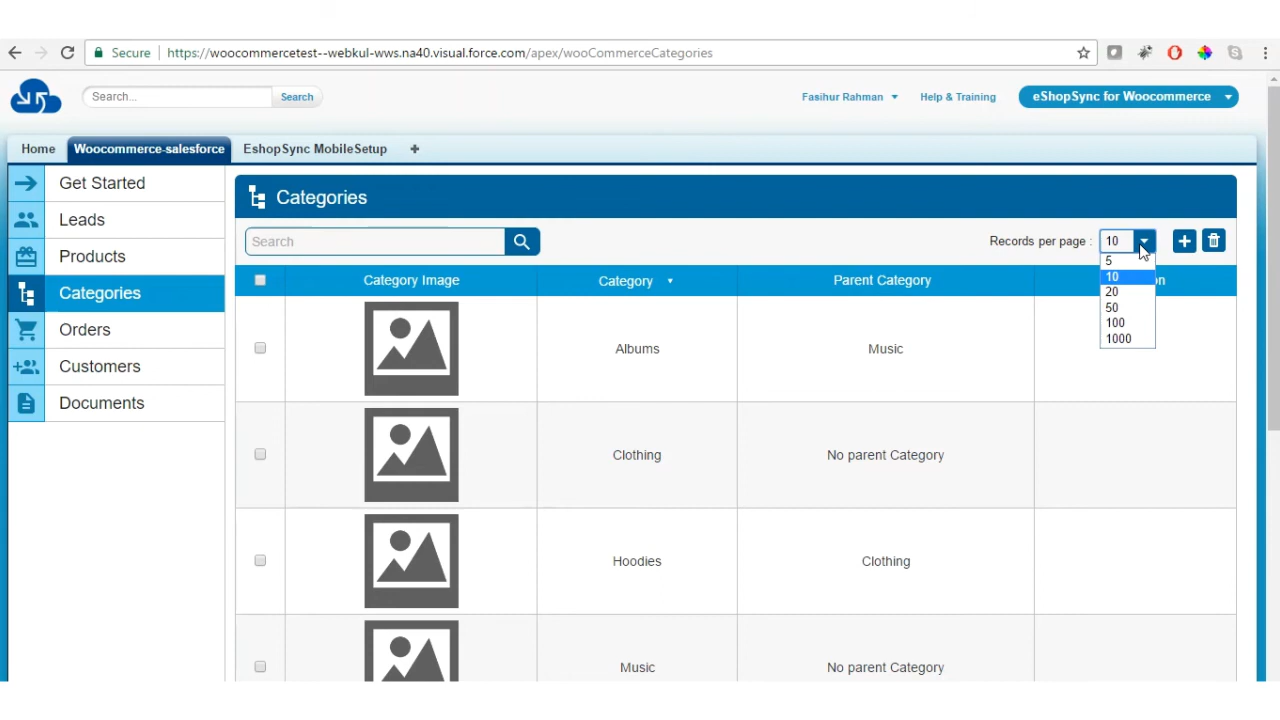 Secure
https://woocommercetest--webkul-wws.na40.visual.force.com/apex/wooCommerceCategories
Search...
Search
Fasihur Rahman
Help & Training
eShopSync for Woocommerce
Home
Woocommerce-salesforce
EshopSync MobileSetup
Get Started
Leads
Products
Categories
Orders
Customers
Documents
Categories
Search
Records per page :
10
5
10
20
50
100
1000
Category Image
Category
Parent Category
Albums
Music
Clothing
No parent Category
Hoodies
Clothing
Music
No parent Category